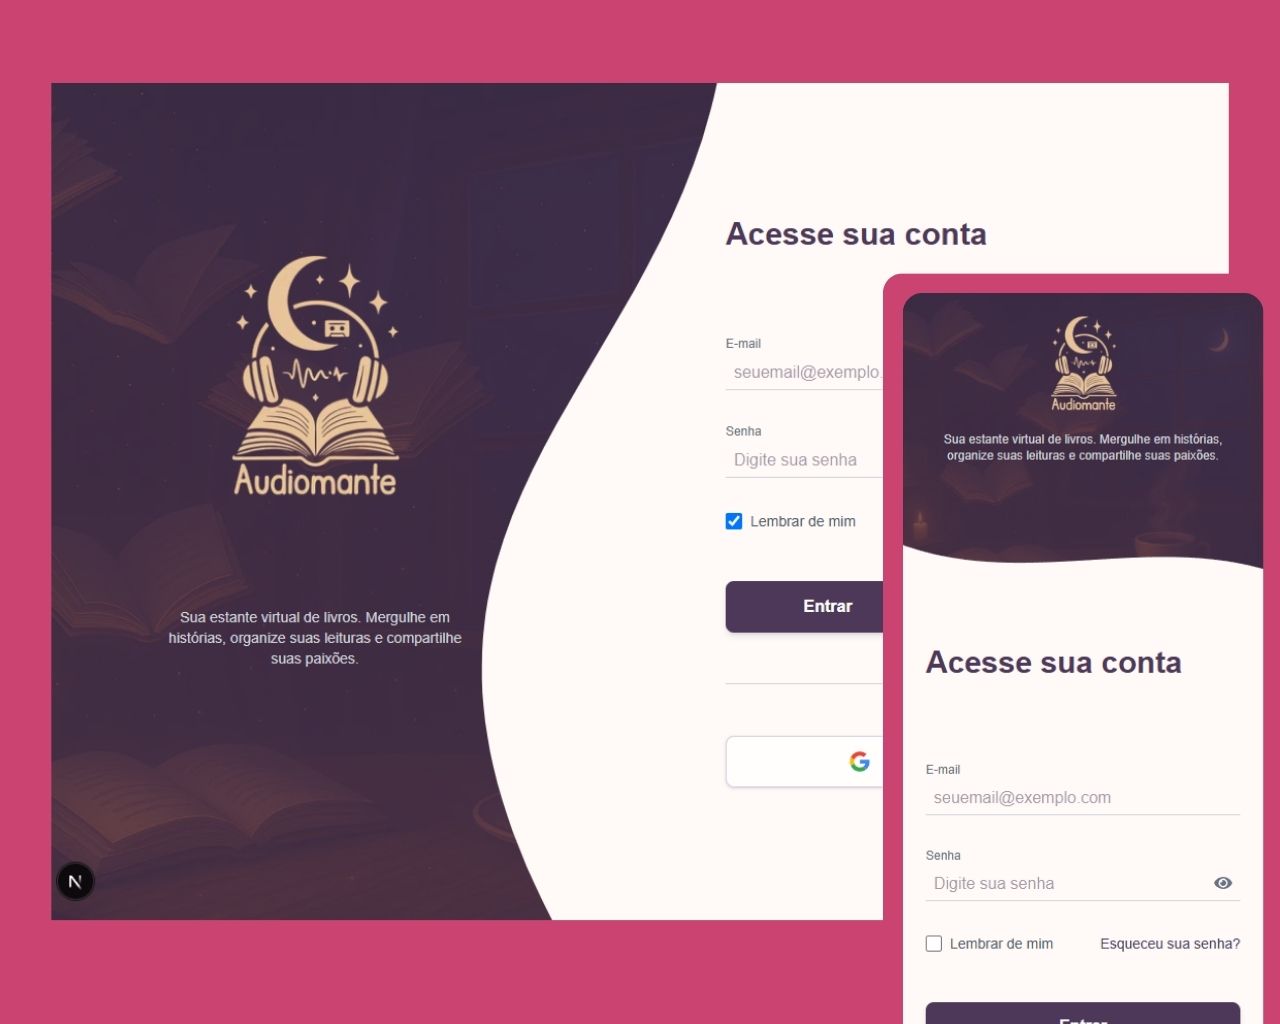 Audiomante
Sua estante virtual de livros. Mergulhe em
histórias, organize suas leituras e compartilhe
suas paixões.
N
Acesse sua conta
E-mail
seuemail@exemplo.
Senha
Digite sua senha
Lembrar de mim
Entrar
Audiomante
Sua estante virtual de livros. Mergulhe em histórias,
organize suas leituras e compartilhe suas paixões.
Acesse sua conta
E-mail
seuemail@exemplo.com
Senha
Digite sua senha
Lembrar de mim Esqueceu sua senha?
Entrar